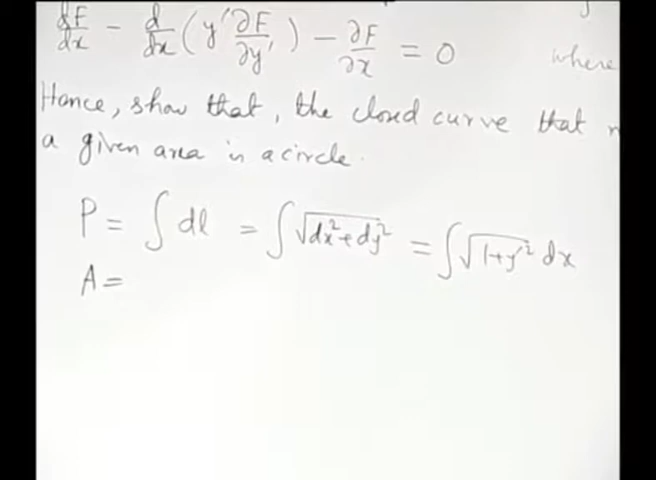 dF/dx - d/dx (y' ∂F/∂y') - ∂F/∂x = 0 where
Hence, show that, the closed curve that
a given area is a circle.
P = ∫ dl = ∫ √(dx² + dy²) = ∫ √(1+y'²) dx
A =